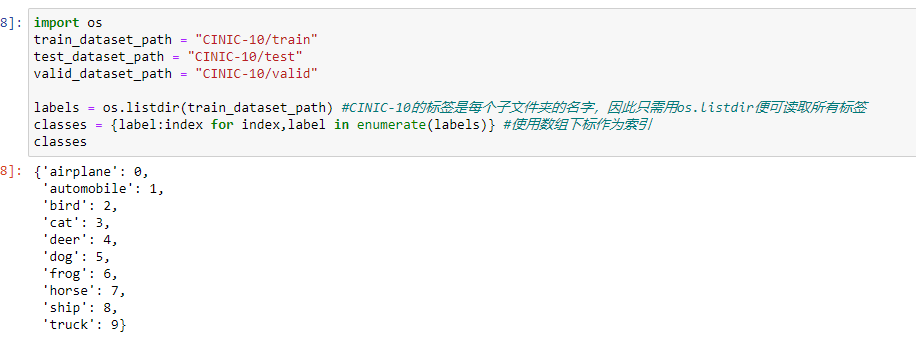 8]: import os
train_dataset_path = "CINIC-10/train"
test_dataset_path = "CINIC-10/test"
valid_dataset_path = "CINIC-10/valid"
labels = os.listdir(train_dataset_path) #CINIC-10的标签是每个子文件夹的名字，因此只需用os.listdir便可读取所有标签
classes = {label:index for index,label in enumerate(labels)} #使用数组下标作为索引
classes
8]: {'airplane': 0,
'automobile': 1,
'bird': 2,
'cat': 3,
'deer': 4,
'dog': 5,
'frog': 6,
'horse': 7,
'ship': 8,
'truck': 9}